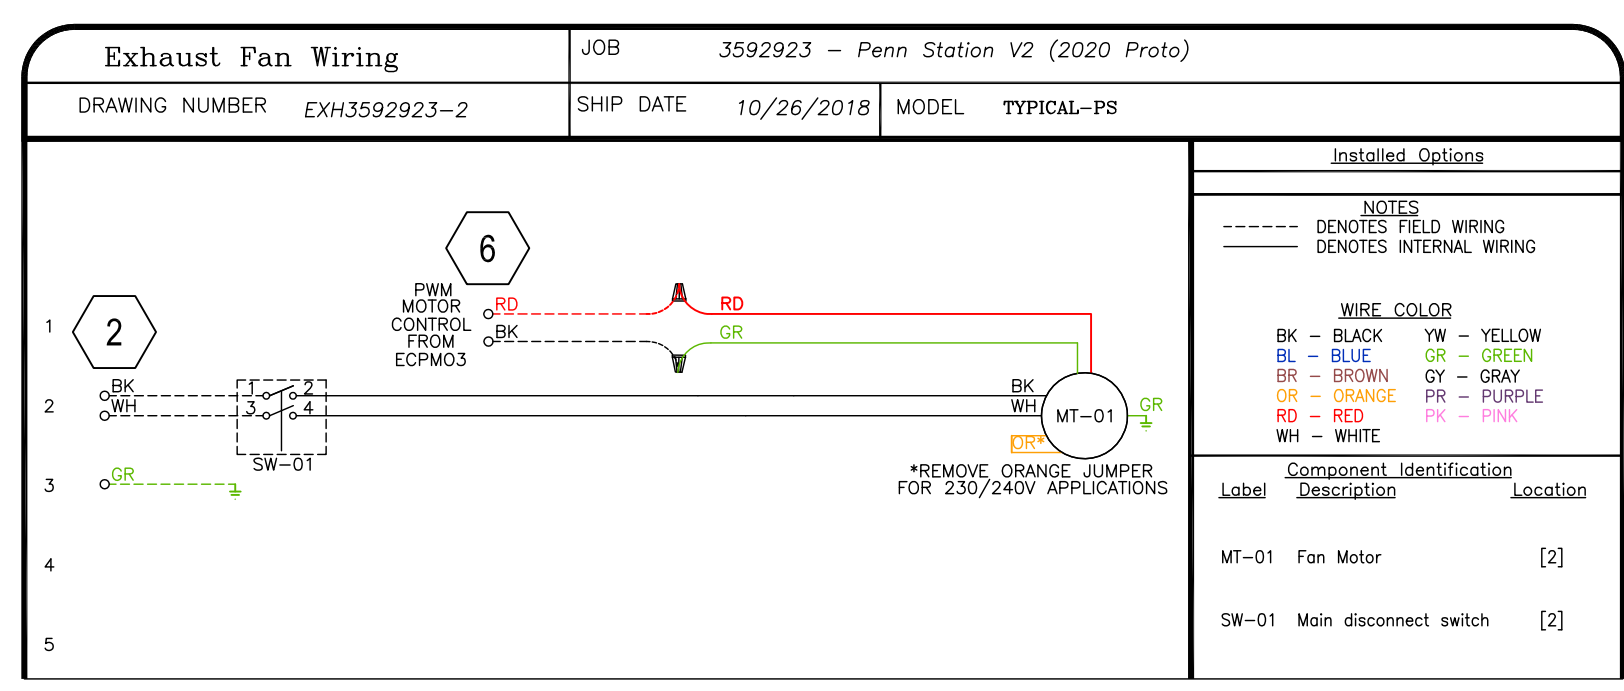 Exhaust Fan Wiring
JOB 3592923 - Penn Station V2 (2020 Proto)
DRAWING NUMBER EXH3592923-2
SHIP DATE 10/26/2018
MODEL TYPICAL-PS
6
PWM
MOTOR
CONTROL
FROM
ECPM03
RD
BK
RD
GR
1
2
2
BK
WH
1 2
3 4
SW-01
BK
WH
MT-01
GR
OR*
*REMOVE ORANGE JUMPER
FOR 230/240V APPLICATIONS
3
GR
4
5
Installed Options
NOTES
DENOTES FIELD WIRING
DENOTES INTERNAL WIRING
WIRE COLOR
BK - BLACK YW - YELLOW
BL - BLUE GR - GREEN
BR - BROWN GY - GRAY
OR - ORANGE PR - PURPLE
RD - RED PK - PINK
WH - WHITE
Component Identification
Label Description Location
MT-01 Fan Motor [2]
SW-01 Main disconnect switch [2]